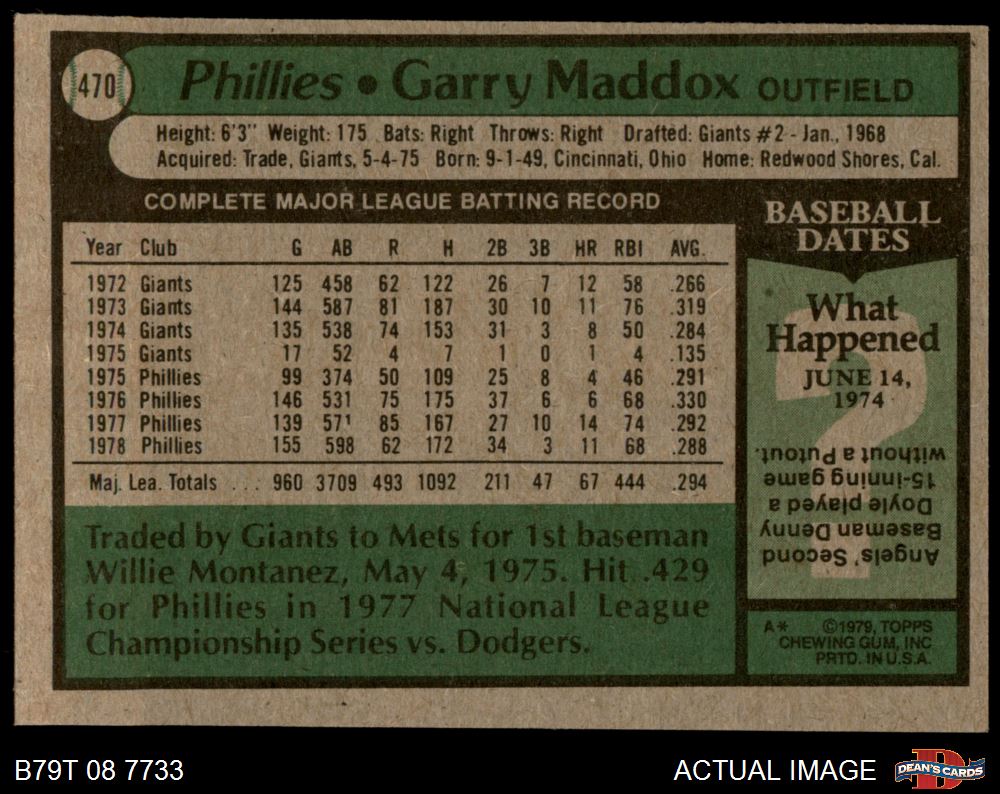 470
Phillies • Garry Maddox OUTFIELD
Height: 6'3" Weight: 175 Bats: Right Throws: Right Drafted: Giants #2 - Jan., 1968
Acquired: Trade, Giants, 5-4-75 Born: 9-1-49, Cincinnati, Ohio Home: Redwood Shores, Cal.
COMPLETE MAJOR LEAGUE BATTING RECORD
Year Club G AB R H 2B 3B HR RBI AVG.
1972 Giants 125 458 62 122 26 7 12 58 .266
1973 Giants 144 587 81 187 30 10 11 76 .319
1974 Giants 135 538 74 153 31 3 8 50 .284
1975 Giants 17 52 4 7 1 0 1 4 .135
1975 Phillies 99 374 50 109 25 8 4 46 .291
1976 Phillies 146 531 75 175 37 6 6 68 .330
1977 Phillies 139 571 85 167 27 10 14 74 .292
1978 Phillies 155 598 62 172 34 3 11 68 .288
Maj. Lea. Totals ... 960 3709 493 1092 211 47 67 444 .294
Traded by Giants to Mets for 1st baseman
Willie Montanez, May 4, 1975. Hit .429
for Phillies in 1977 National League
Championship Series vs. Dodgers.
BASEBALL
DATES
What
Happened
JUNE 14,
1974
Angels' Second
Baseman Denny
Doyle played a
15-inning game
without a Putout.
A* ©1979, TOPPS
CHEWING GUM, INC
PRTD. IN U.S.A.
B79T 08 7733
ACTUAL IMAGE
DEAN'S CARDS